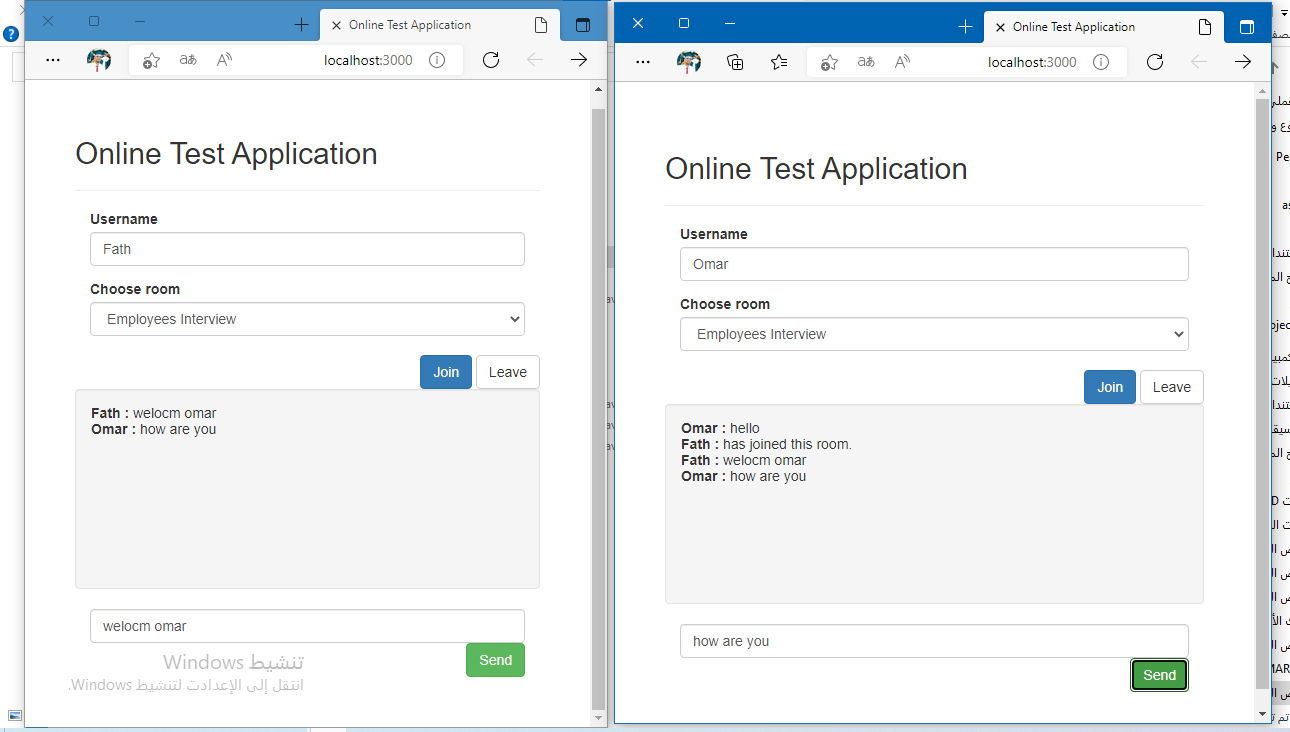 Online Test Application
localhost:3000
Online Test Application
Username
Fath
Choose room
Employees Interview
Join
Leave
Fath : welocm omar
Omar : how are you
welocm omar
Send
تنشيط Windows
انتقل إلى الإعدادت لتنشيط Windows.
Online Test Application
localhost:3000
Online Test Application
Username
Omar
Choose room
Employees Interview
Join
Leave
Omar : hello
Fath : has joined this room.
Fath : welocm omar
Omar : how are you
how are you
Send